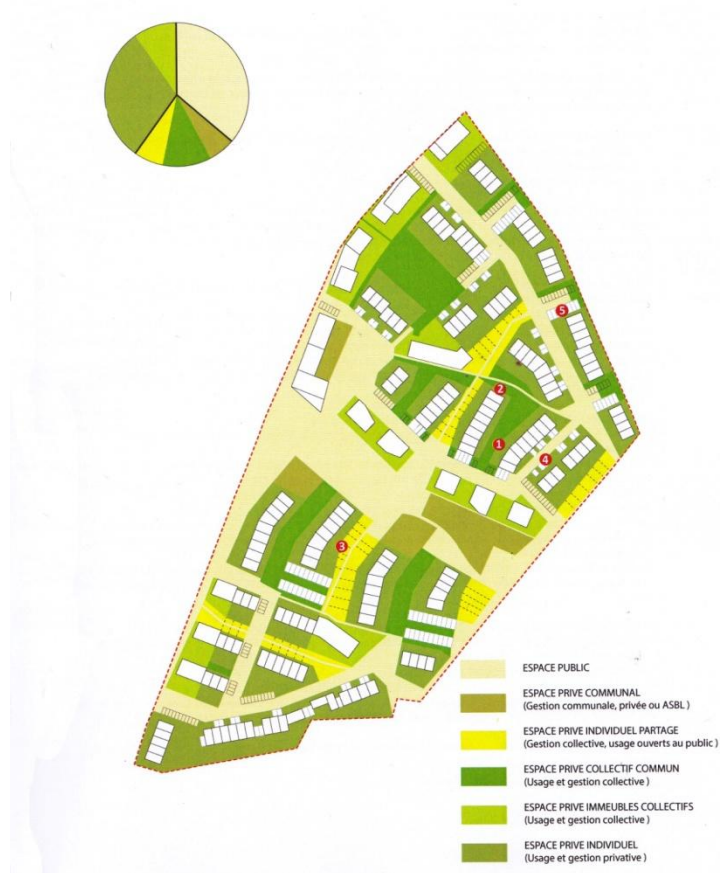 5
2
1
4
3
ESPACE PUBLIC
ESPACE PRIVE COMMUNAL
(Gestion communale, privée ou ASBL )
ESPACE PRIVE INDIVIDUEL PARTAGE
(Gestion collective, usage ouverts au public )
ESPACE PRIVE COLLECTIF COMMUN
(Usage et gestion collective )
ESPACE PRIVE IMMEUBLES COLLECTIFS
(Usage et gestion collective )
ESPACE PRIVE INDIVIDUEL
(Usage et gestion privative )